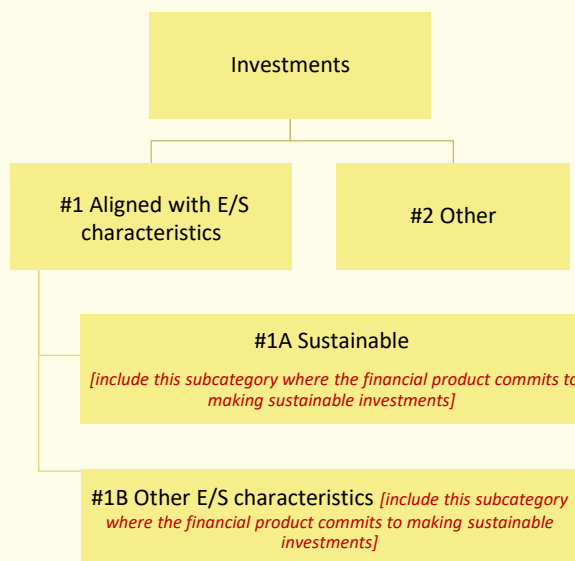 Investments
#1 Aligned with E/S
characteristics
#2 Other
#1A Sustainable
[include this subcategory where the financial product commits to
making sustainable investments]
#1B Other E/S characteristics [include this subcategory
where the financial product commits to making sustainable
investments]